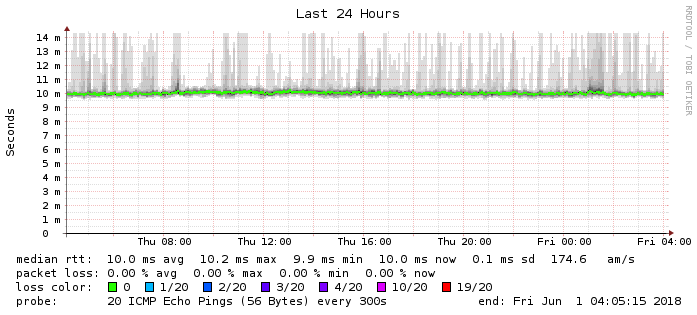 Last 24 Hours
RRDTOOL / TOBI OETIKER
Seconds
14 m
13 m
12 m
11 m
10 m
9 m
8 m
7 m
6 m
5 m
4 m
3 m
2 m
1 m
0
Thu 08:00 Thu 12:00 Thu 16:00 Thu 20:00 Fri 00:00 Fri 04:00
median rtt: 10.0 ms avg 10.2 ms max 9.9 ms min 10.0 ms now 0.1 ms sd 174.6 am/s
packet loss: 0.00 % avg 0.00 % max 0.00 % min 0.00 % now
loss color: 0 1/20 2/20 3/20 4/20 10/20 19/20
probe: 20 ICMP Echo Pings (56 Bytes) every 300s end: Fri Jun 1 04:05:15 2018